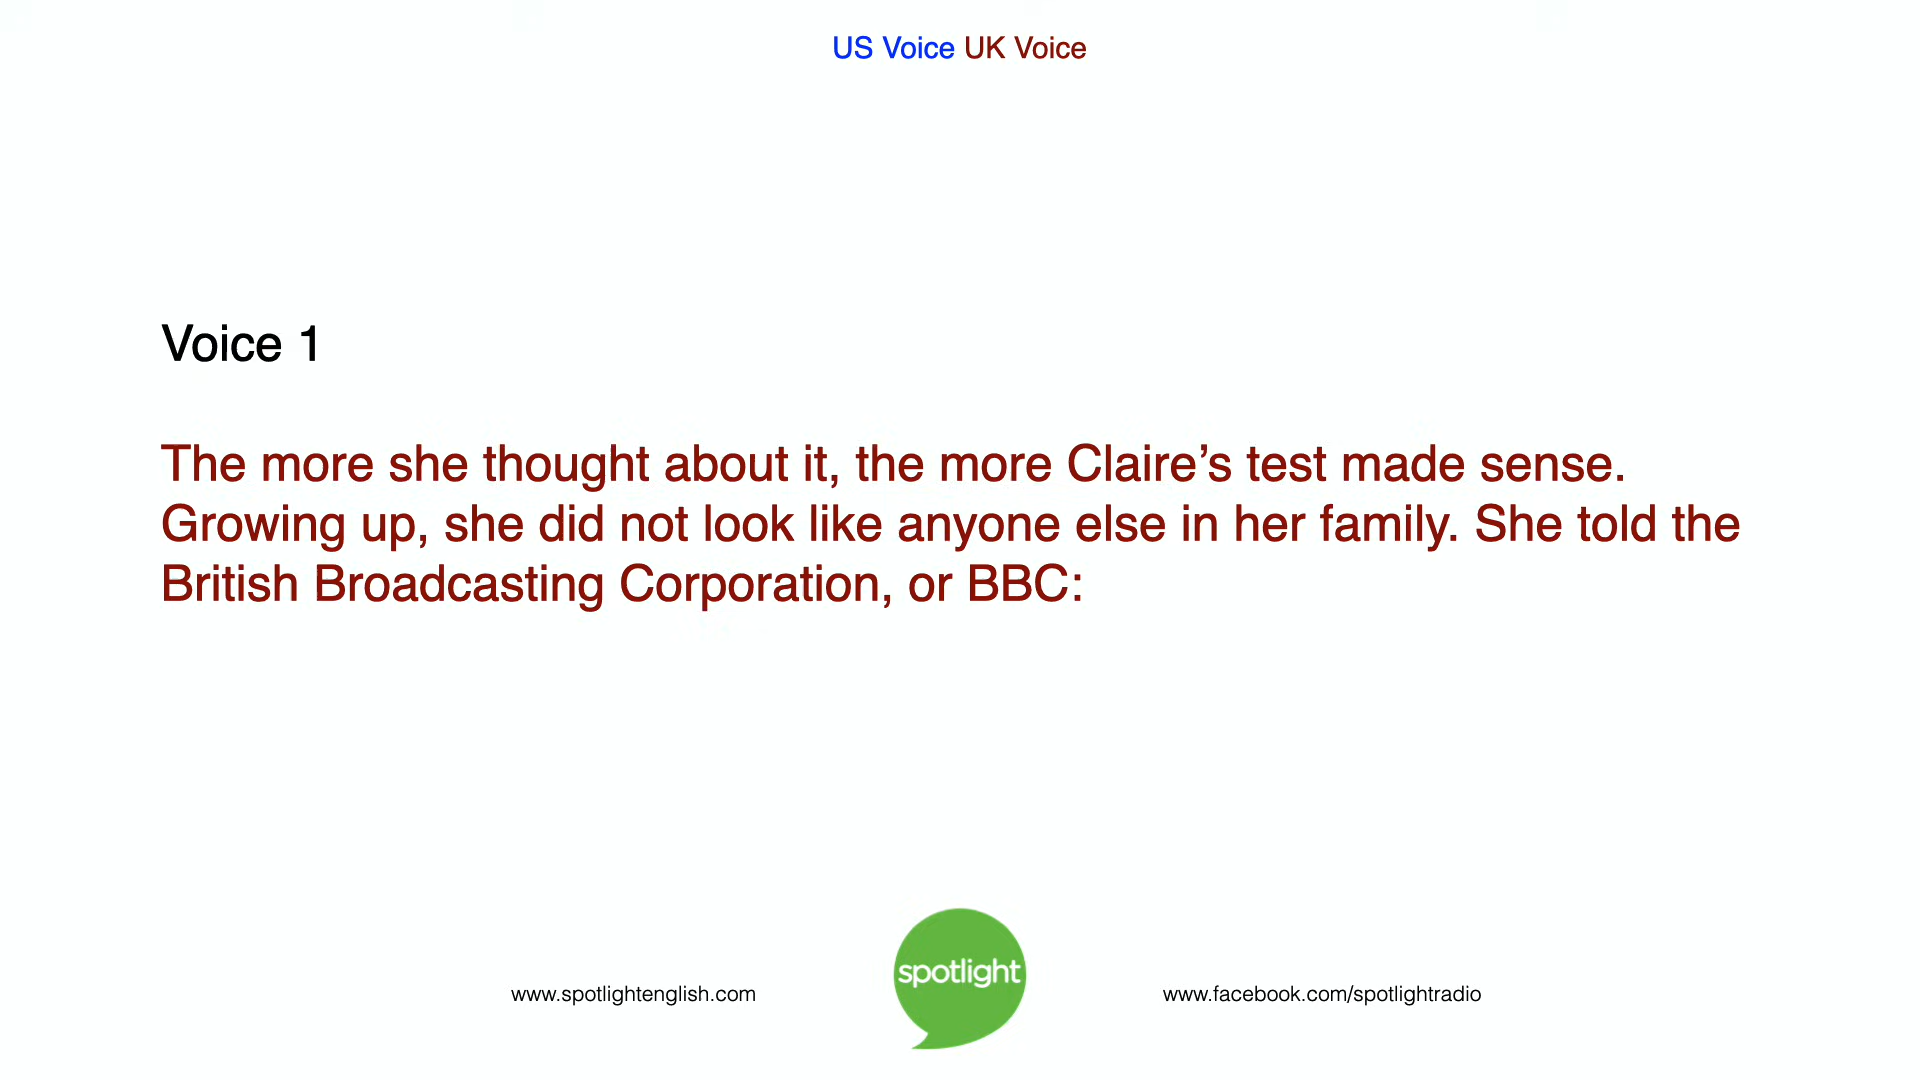 US Voice UK Voice
Voice 1
The more she thought about it, the more Claire’s test made sense.
Growing up, she did not look like anyone else in her family. She told the
British Broadcasting Corporation, or BBC:
spotlight
www.spotlightenglish.com
www.facebook.com/spotlightradio